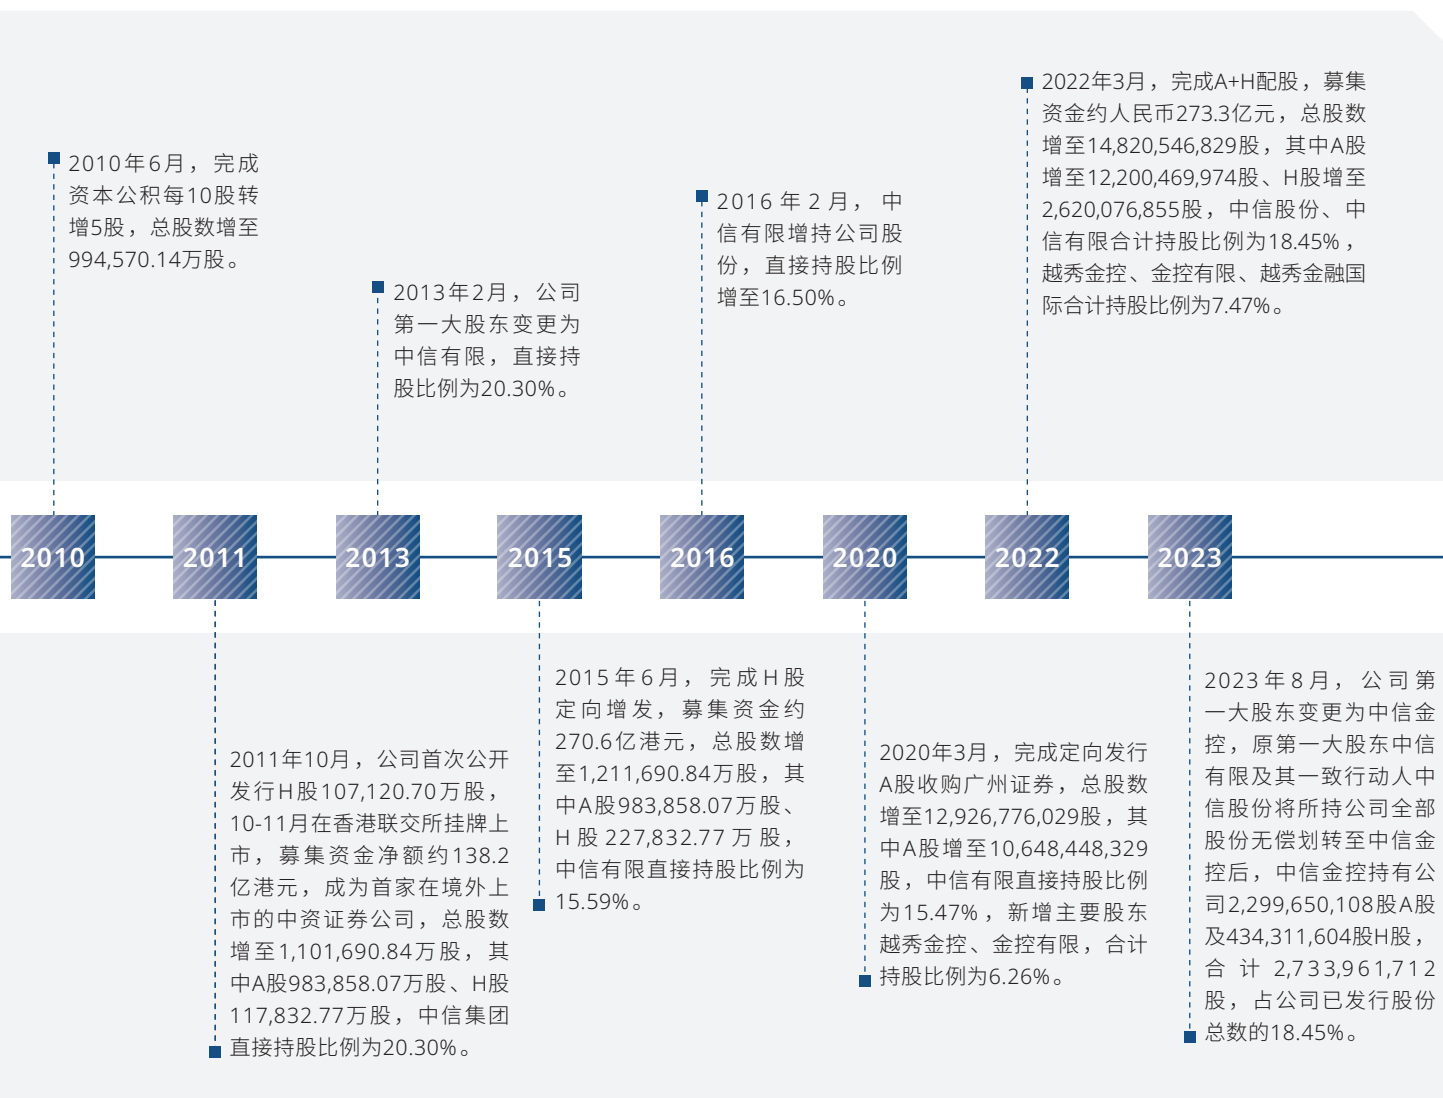 2010年6月，完成
资本公积每10股转
增5股，总股数增至
994,570.14万股。
2013年2月，公司
第一大股东变更为
中信有限，直接持
股比例为20.30%。
2016年2月，中
信有限增持公司股
份，直接持股比例
增至16.50%。
2022年3月，完成A+H配股，募集
资金约人民币273.3亿元，总股数
增至14,820,546,829股，其中A股
增至12,200,469,974股、H股增至
2,620,076,855股，中信股份、中
信有限合计持股比例为18.45%，
越秀金控、金控有限、越秀金融国
际合计持股比例为7.47%。
2010 2011 2013 2015 2016 2020 2022 2023
2011年10月，公司首次公开
发行H股107,120.70万股，
10-11月在香港联交所挂牌上
市，募集资金净额约138.2
亿港元，成为首家在境外上
市的中资证券公司，总股数
增至1,101,690.84万股，其
中A股983,858.07万股、H股
117,832.77万股，中信集团
直接持股比例为20.30%。
2015年6月，完成H股
定向增发，募集资金约
270.6亿港元，总股数增
至1,211,690.84万股，其
中A股983,858.07万股、
H股227,832.77万股，
中信有限直接持股比例为
15.59%。
2020年3月，完成定向发行
A股收购广州证券，总股数
增至12,926,776,029股，其
中A股增至10,648,448,329
股，中信有限直接持股比例
为15.47%，新增主要股东
越秀金控、金控有限，合计
持股比例为6.26%。
2023年8月，公司第
一大股东变更为中信金
控，原第一大股东中信
有限及其一致行动人中
信股份将所持公司全部
股份无偿划转至中信金
控后，中信金控持有公
司2,299,650,108股A股
及434,311,604股H股，
合计2,733,961,712
股，占公司已发行股份
总数的18.45%。